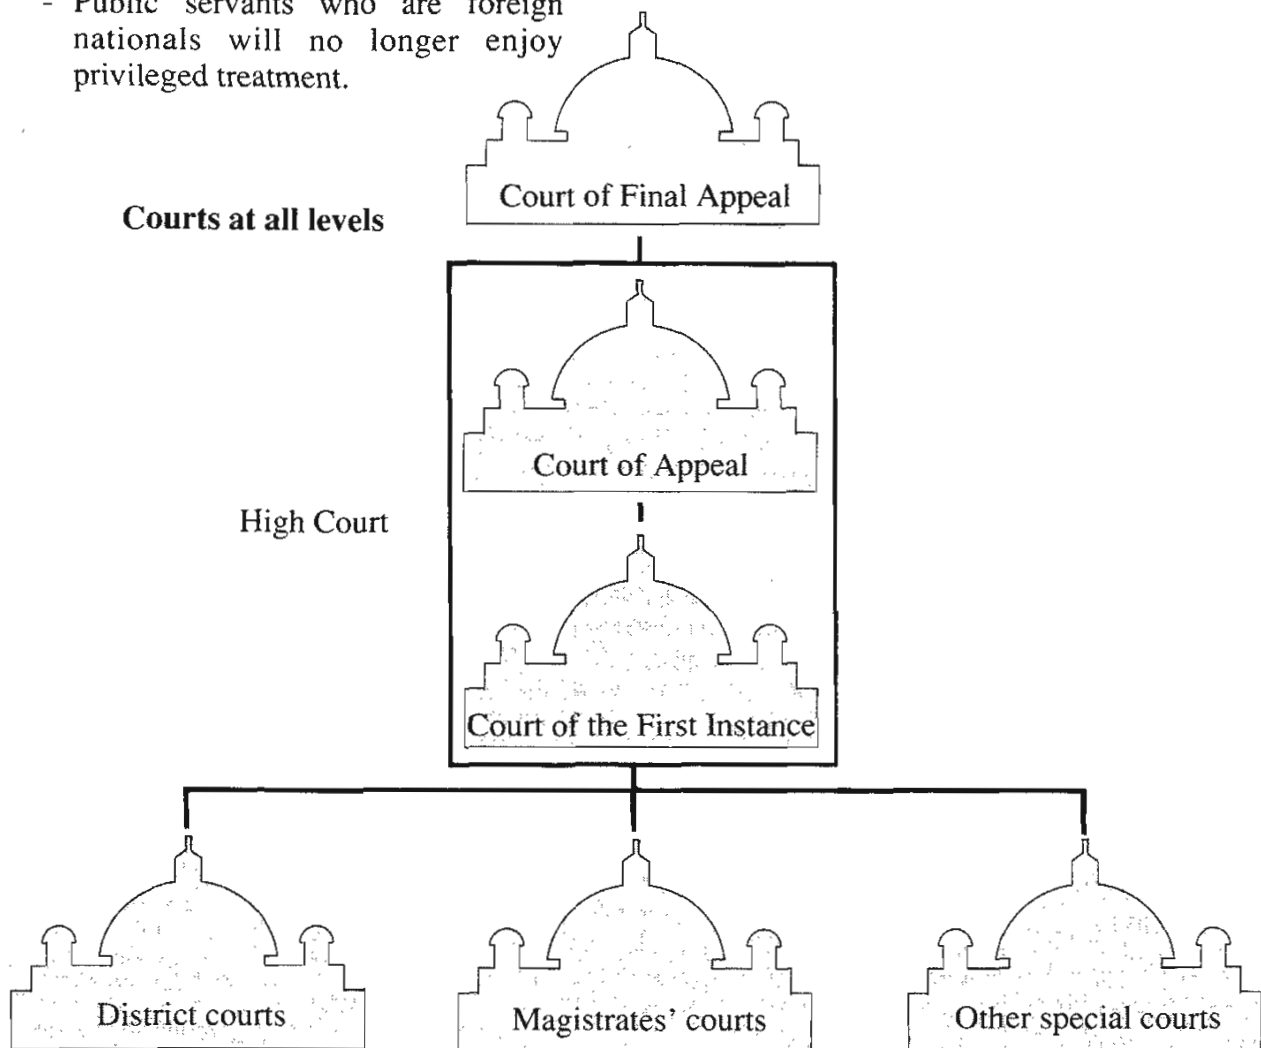 - Public servants who are foreign
nationals will no longer enjoy
privileged treatment.
Court of Final Appeal
Courts at all levels
Court of Appeal
High Court
Court of the First Instance
District courts
Magistrates' courts
Other special courts